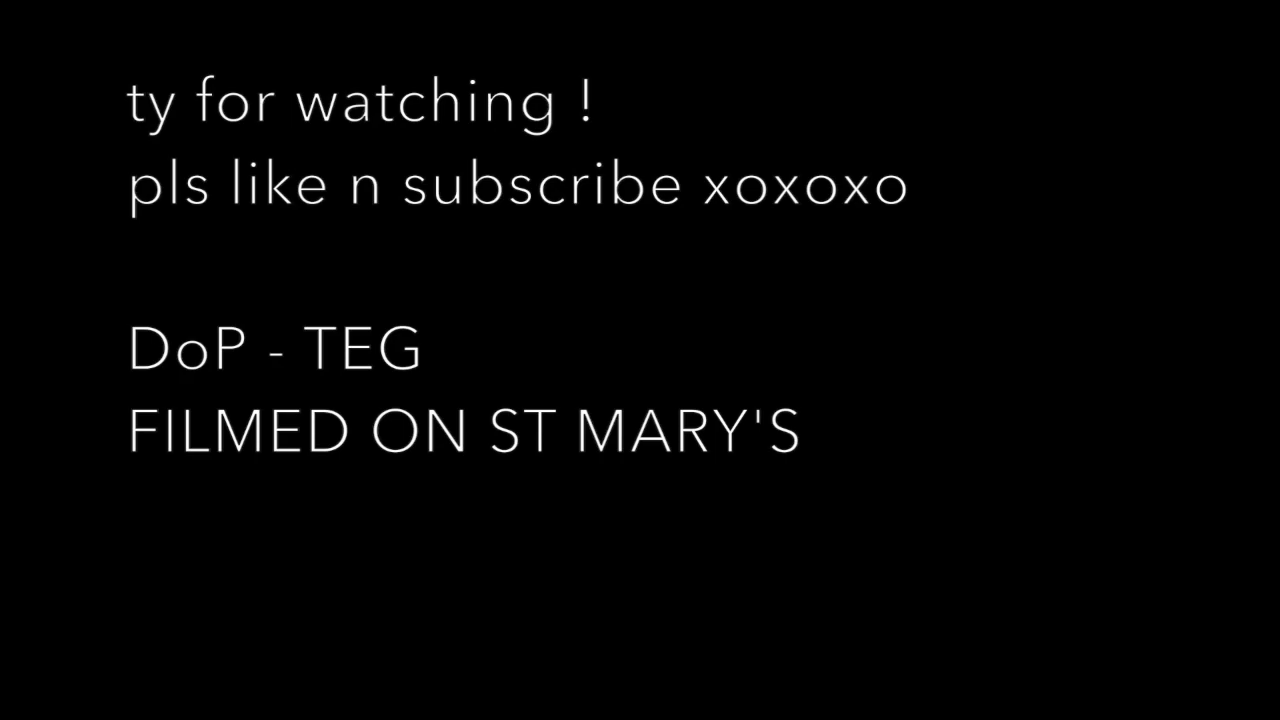 ty for watching !
pls like n subscribe xoxoxo
DoP - TEG
FILMED ON ST MARY'S